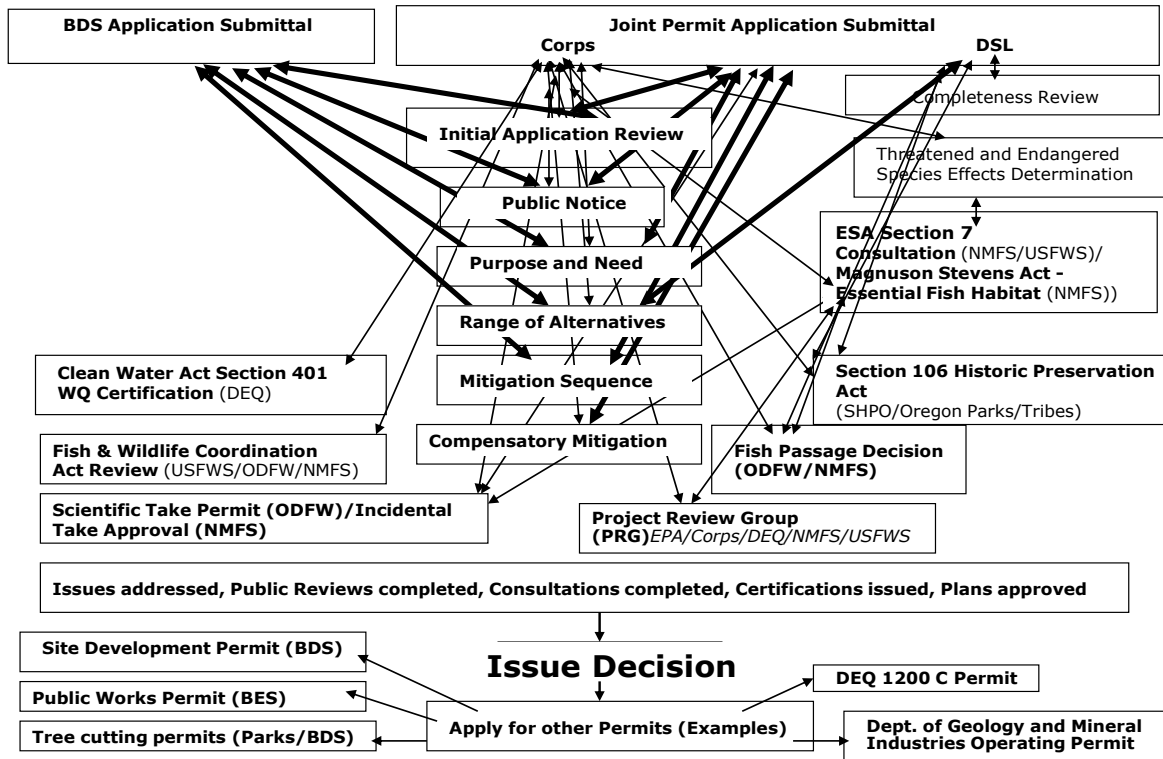 BDS Application Submittal
Joint Permit Application Submittal
Corps
DSL
Completeness Review
Initial Application Review
Threatened and Endangered
Species Effects Determination
Public Notice
ESA Section 7
Consultation (NMFS/USFWS)/
Magnuson Stevens Act -
Essential Fish Habitat (NMFS))
Purpose and Need
Range of Alternatives
Clean Water Act Section 401
WQ Certification (DEQ)
Mitigation Sequence
Section 106 Historic Preservation
Act
(SHPO/Oregon Parks/Tribes)
Compensatory Mitigation
Fish & Wildlife Coordination
Act Review (USFWS/ODFW/NMFS)
Fish Passage Decision
(ODFW/NMFS)
Scientific Take Permit (ODFW)/Incidental
Take Approval (NMFS)
Project Review Group
(PRG)EPA/Corps/DEQ/NMFS/USFWS
Issues addressed, Public Reviews completed, Consultations completed, Certifications issued, Plans approved
Site Development Permit (BDS)
Issue Decision
DEQ 1200 C Permit
Public Works Permit (BES)
Apply for other Permits (Examples)
Tree cutting permits (Parks/BDS)
Dept. of Geology and Mineral
Industries Operating Permit